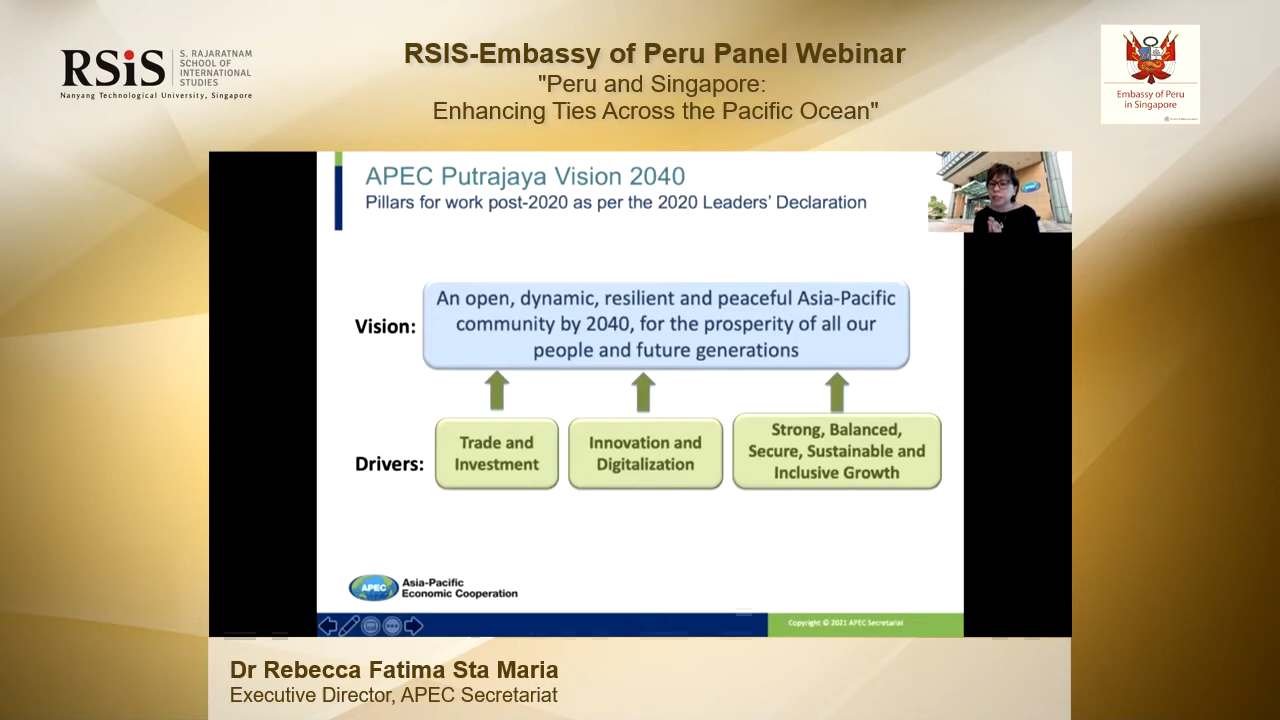 RSiS
S. RAJARATNAM
SCHOOL OF
INTERNATIONAL
STUDIES
Nanyang Technological University, Singapore
RSIS-Embassy of Peru Panel Webinar
"Peru and Singapore:
Enhancing Ties Across the Pacific Ocean"
Embassy of Peru
in Singapore
APEC Putrajaya Vision 2040
Pillars for work post-2020 as per the 2020 Leaders' Declaration
Vision:
An open, dynamic, resilient and peaceful Asia-Pacific
community by 2040, for the prosperity of all our
people and future generations
Drivers:
Trade and
Investment
Innovation and
Digitalization
Strong, Balanced,
Secure, Sustainable and
Inclusive Growth
APEC
Asia-Pacific
Economic Cooperation
Copyright © 2021 APEC Secretariat
Dr Rebecca Fatima Sta Maria
Executive Director, APEC Secretariat